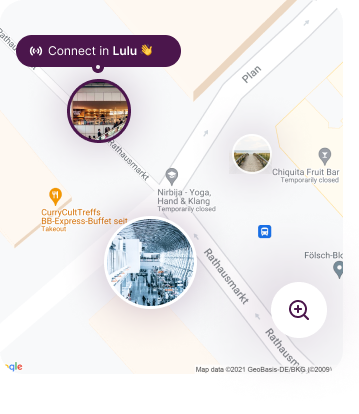 Connect in Lulu 👋
Plan
Rathausmarkt
Chiquita Fruit Bar
Temporarily closed
Nirbija - Yoga,
Hand & Klang
Temporarily closed
CurryCultTreffs
BB-Express-Buffet seit
Takeout
Rathausmarkt
Fölsch-Blo
Rathausmarkt
gle
Map data ©2021 GeoBasis-DE/BKG (©2009)